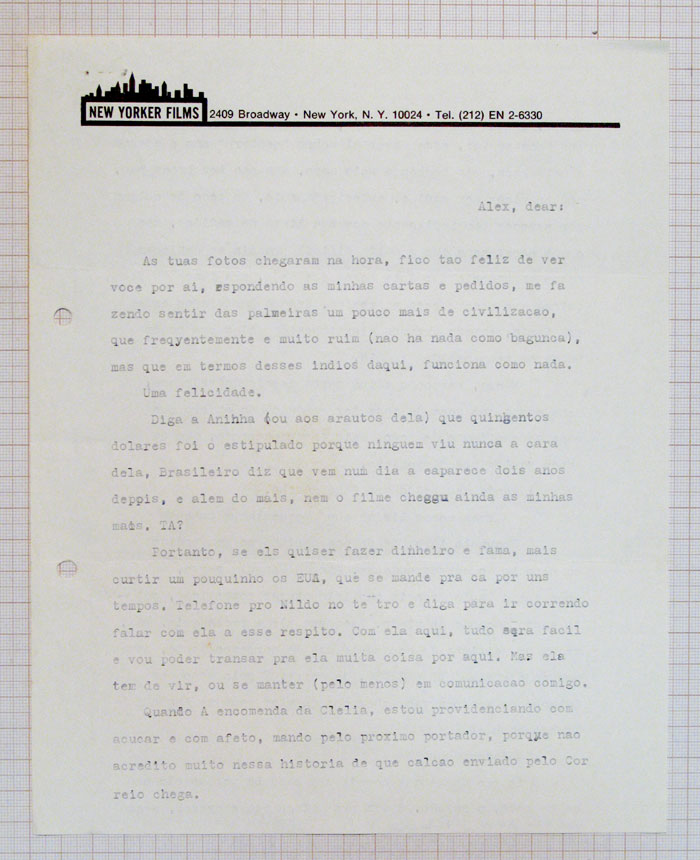 NEW YORKER FILMS 2409 Broadway • New York, N. Y. 10024 • Tel. (212) EN 2-6330
Alex, dear:
As tuas fotos chegaram na hora, fico tao feliz de ver
voce por ai, espondendo as minhas cartas e pedidos, me fa
zendo sentir das palmeiras um pouco mais de civilizacao,
que freqyentemente e muito ruim (nao ha nada como bagunca),
mas que em termos desses indios daqui, funciona como nada.
Uma felicidade.
Diga a Anihha (ou aos arautos dela) que quinhentos
dolares foi o estipulado porque ninguem viu nunca a cara
dela, Brasileiro diz que vem num dia a eaparece dois anos
deppis, e alem do mais, nem o filme cheggu ainda as minhas
maos. TA?
Portanto, se els quiser fazer dinheiro e fama, mais
curtir um pouquinho os EUA, que se mande pra ca por uns
tempos. Telefone pro Nildo no te tro e diga para ir correndo
falar com ela a esse respito. Com ela aqui, tudo sera facil
e vou poder transar pra ela muita coisa por aqui. Mas ela
tem de vir, ou se manter (pelo menos) em comunicacao comigo.
Quando A encomenda da Clelia, estou providenciando com
acucar e com afeto, mando pelo proximo portador, porque nao
acredito muito nessa historia de que calcao enviado pelo Cor
reio chega.